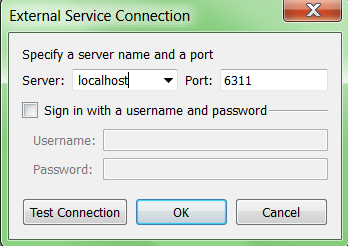 External Service Connection
Specify a server name and a port
Server: localhost Port: 6311
Sign in with a username and password
Username:
Password:
Test Connection OK Cancel